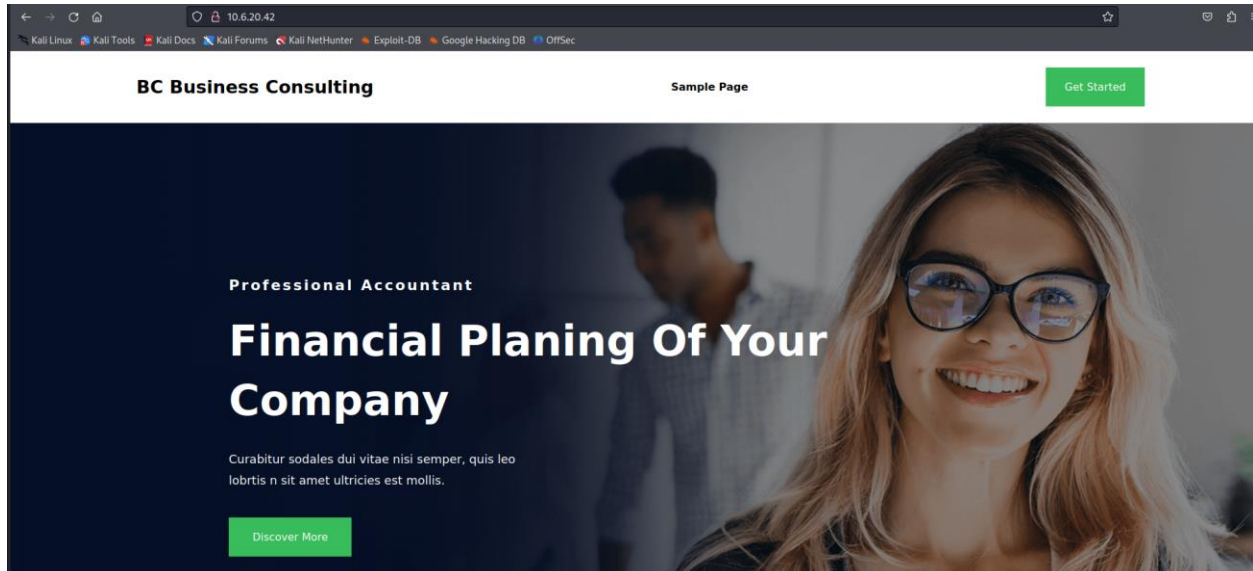 10.6.20.42
Kali Linux Kali Tools Kali Docs Kali Forums Kali NetHunter Exploit-DB Google Hacking DB OffSec
BC Business Consulting Sample Page Get Started
Professional Accountant
Financial Planing Of Your
Company
Curabitur sodales dui vitae nisi semper, quis leo
lobrtis n sit amet ultricies est mollis.
Discover More